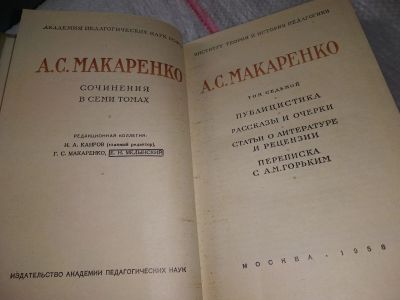 АКАДЕМИЯ ПЕДАГОГИЧЕСКИХ НАУК
А.С. МАКАРЕНКО
СОЧИНЕНИЯ
В СЕМИ ТОМАХ
РЕДАКЦИОННАЯ КОЛЛЕГИЯ:
И. А. КАИРОВ (главный редактор),
Г. С. МАКАРЕНКО, Е. Н. МЕДЫНСКИЙ
ИЗДАТЕЛЬСТВО АКАДЕМИИ ПЕДАГОГИЧЕСКИХ НАУК
ИНСТИТУТ ТЕОРИИ И ИСТОРИИ ПЕДАГОГИКИ
А.С. МАКАРЕНКО
ТОМ СЕДЬМОЙ
ПУБЛИЦИСТИКА
РАССКАЗЫ И ОЧЕРКИ
СТАТЬИ О ЛИТЕРАТУРЕ
И РЕЦЕНЗИИ
ПЕРЕПИСКА
С А.М. ГОРЬКИМ
МОСКВА - 1958